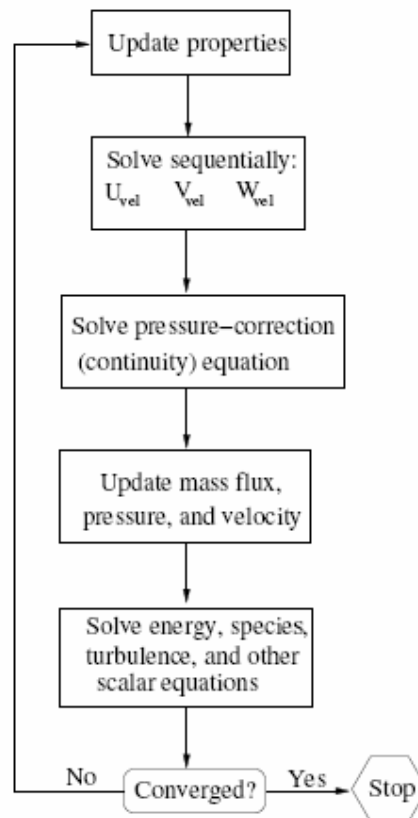 Update properties
Solve sequentially:
U_vel V_vel W_vel
Solve pressure-correction
(continuity) equation
Update mass flux,
pressure, and velocity
Solve energy, species,
turbulence, and other
scalar equations
No
Converged?
Yes
Stop